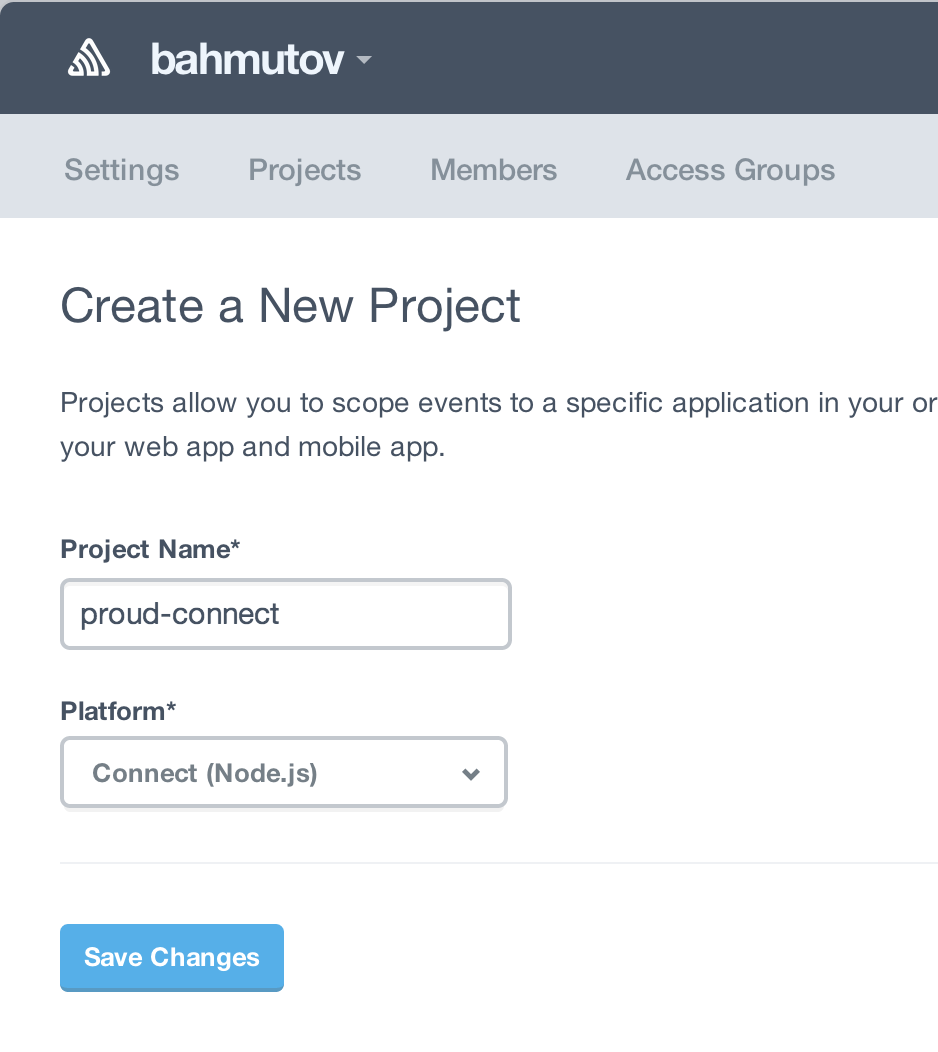 bahmutov
Settings Projects Members Access Groups
Create a New Project
Projects allow you to scope events to a specific application in your or
your web app and mobile app.
Project Name*
proud-connect
Platform*
Connect (Node.js)
Save Changes